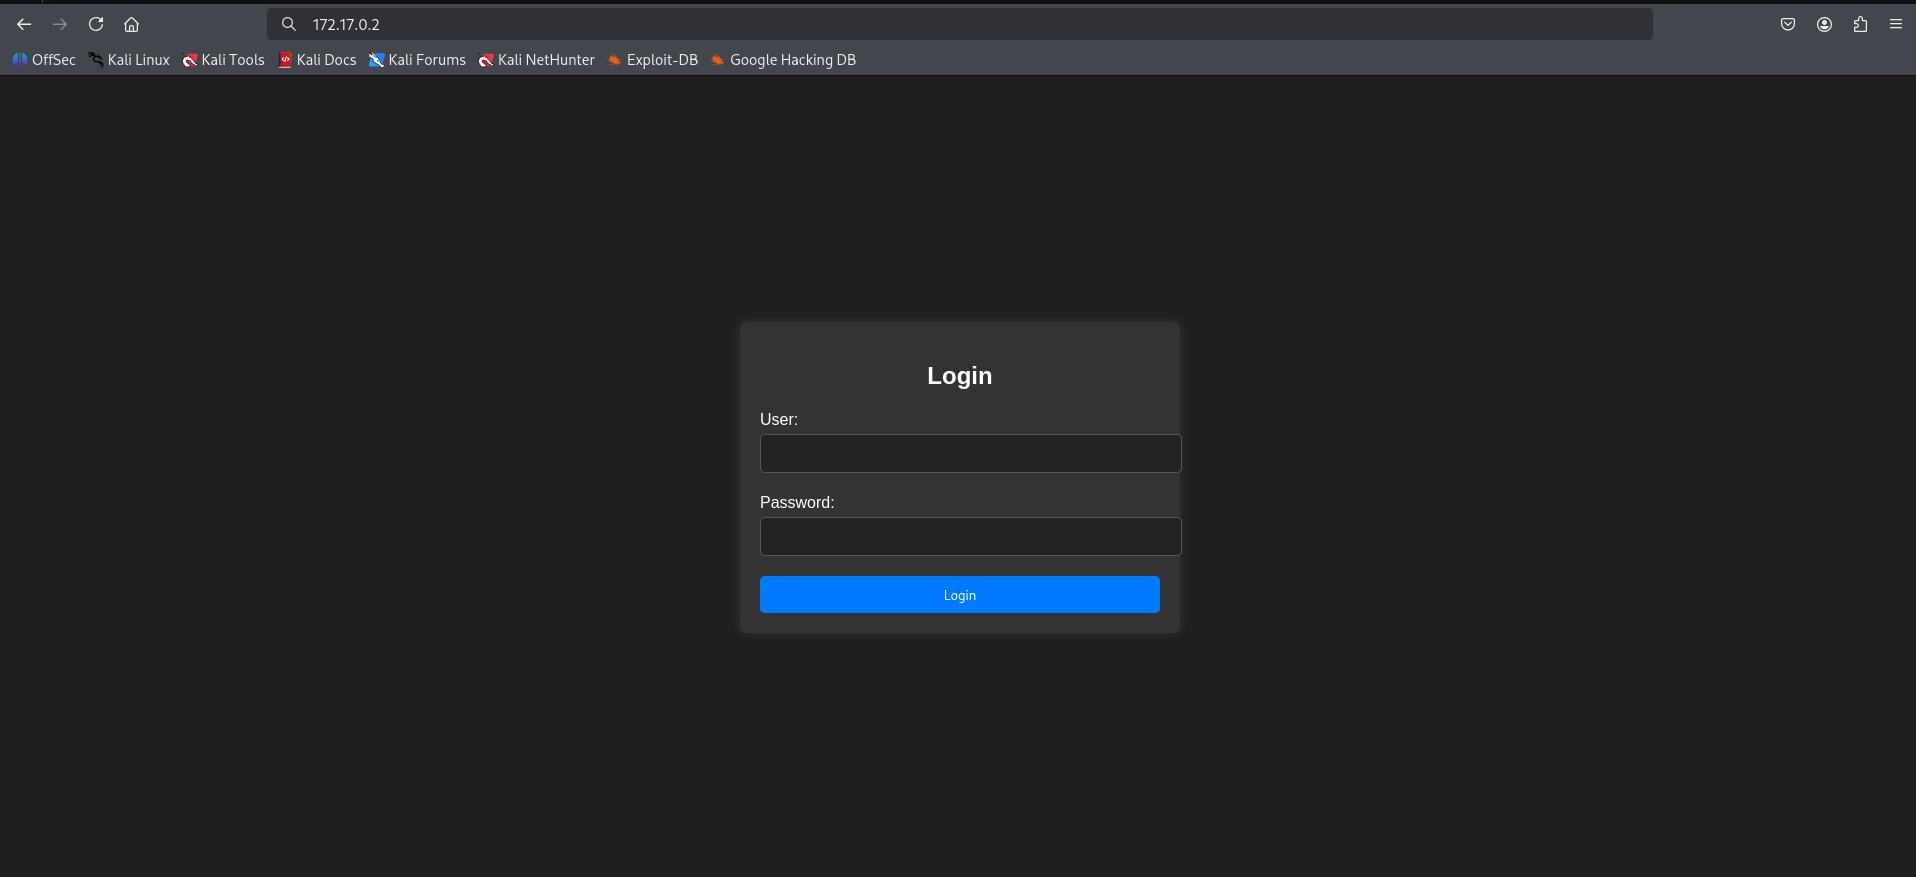 172.17.0.2
OffSec Kali Linux Kali Tools Kali Docs Kali Forums Kali NetHunter Exploit-DB Google Hacking DB
Login
User:
Password:
Login